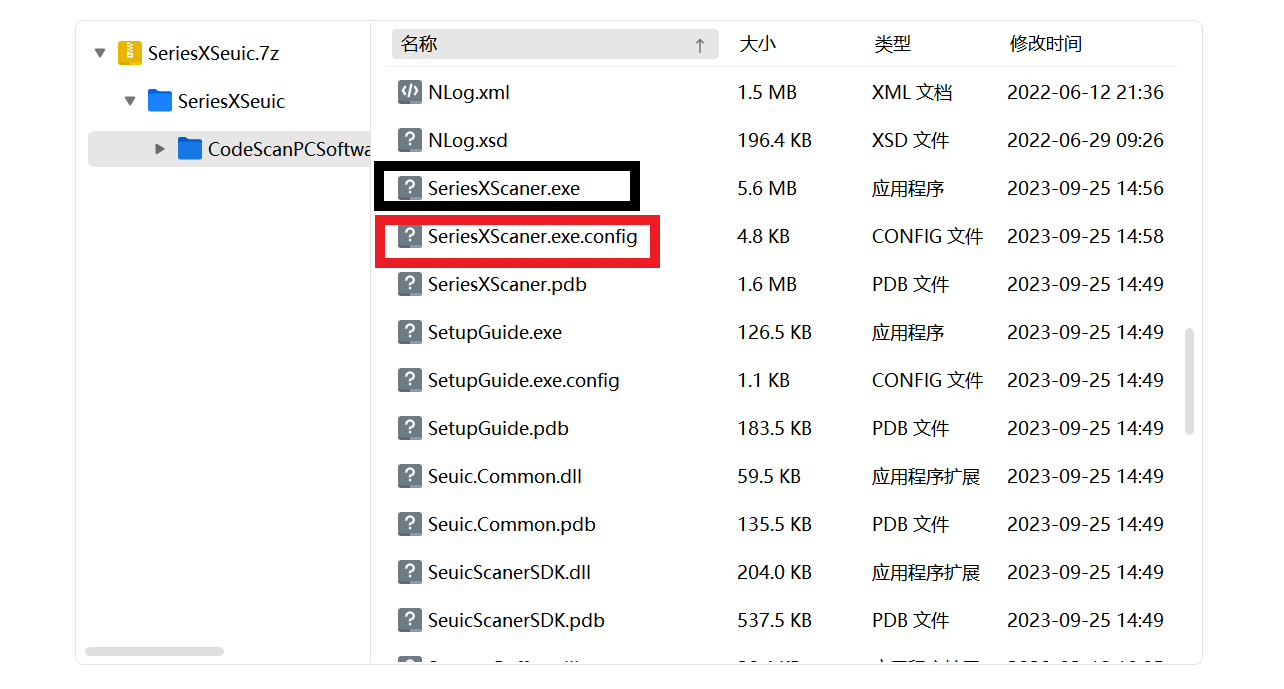 SeriesXSeuic.7z
SeriesXSeuic
CodeScanPCSoftwa
名称 ↑ 大小 类型 修改时间
NLog.xml 1.5 MB XML 文档 2022-06-12 21:36
NLog.xsd 196.4 KB XSD 文件 2022-06-29 09:26
SeriesXScaner.exe 5.6 MB 应用程序 2023-09-25 14:56
SeriesXScaner.exe.config 4.8 KB CONFIG 文件 2023-09-25 14:58
SeriesXScaner.pdb 1.6 MB PDB 文件 2023-09-25 14:49
SetupGuide.exe 126.5 KB 应用程序 2023-09-25 14:49
SetupGuide.exe.config 1.1 KB CONFIG 文件 2023-09-25 14:49
SetupGuide.pdb 183.5 KB PDB 文件 2023-09-25 14:49
Seuic.Common.dll 59.5 KB 应用程序扩展 2023-09-25 14:49
Seuic.Common.pdb 135.5 KB PDB 文件 2023-09-25 14:49
SeuicScanerSDK.dll 204.0 KB 应用程序扩展 2023-09-25 14:49
SeuicScanerSDK.pdb 537.5 KB PDB 文件 2023-09-25 14:49